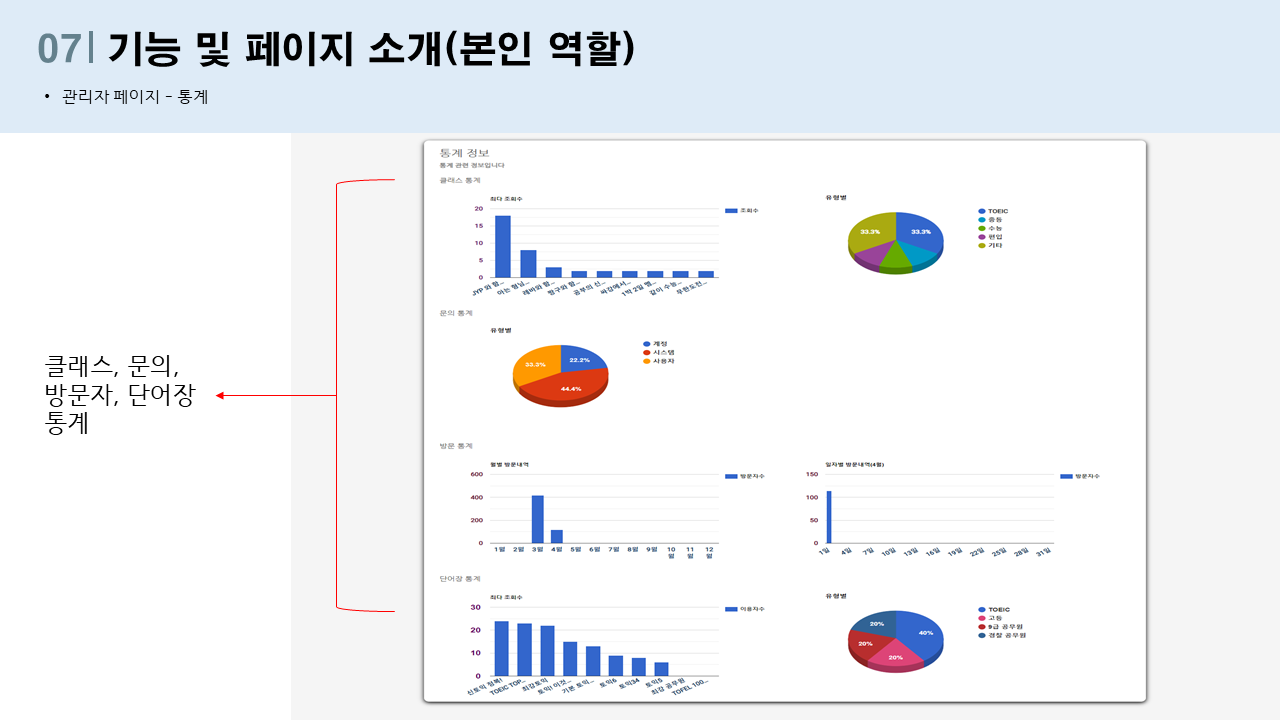 07| 기능 및 페이지 소개(본인 역할)
• 관리자 페이지 – 통계
클래스, 문의,
방문자, 단어장
통계
통계 정보
통계 관련 정보입니다
클래스 통계
최다 조회수
20
15
10
5
0
조회수
JYP 와 함...
아는 형님...
레바와 함...
짱구와 함...
공부의 신...
싸강에서...
1박 2일 멤...
같이 수능...
무한도전...
유형별
33.3%
33.3%
TOEIC
중등
수능
편입
기타
문의 통계
유형별
33.3%
22.2%
44.4%
계정
시스템
사용자
방문 통계
월별 방문내역
600
400
200
0
방문자수
1월 2월 3월 4월 5월 6월 7월 8월 9월 10월 11월 12월
일자별 방문내역(4월)
150
100
50
0
방문자수
1일 4일 7일 10일 13일 16일 19일 22일 25일 28일 31일
단어장 통계
최다 조회수
30
20
10
0
이용자수
신토익 정복!
TOEIC TOP...
최강토익
토익! 이것...
기본 토익...
토익6
토익34
토익5
최강 공무원
TOFEL 100...
유형별
20%
40%
20%
20%
TOEIC
고등
9급 공무원
경찰 공무원